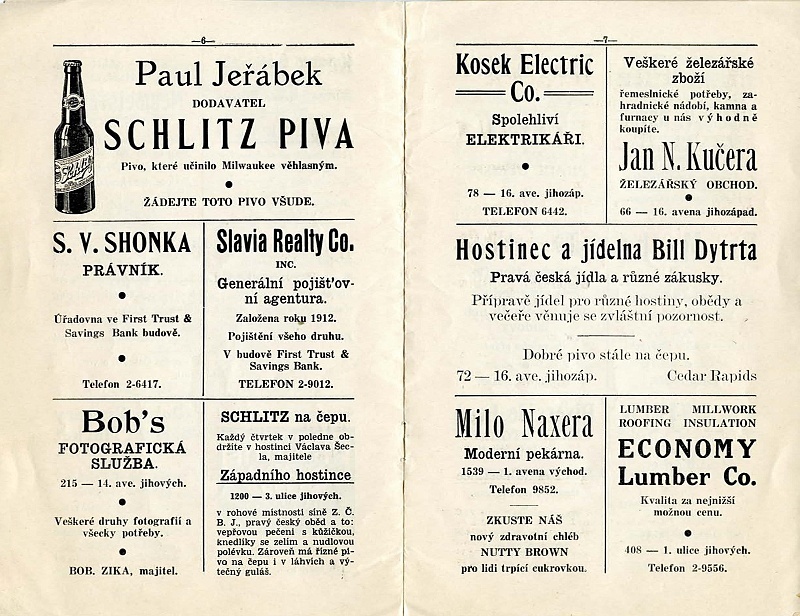 —6—
Schlitz
Paul Jeřábek
DODAVATEL
SCHLITZ PIVA
Pivo, které učinilo Milwaukee věhlasným.
ŽÁDEJTE TOTO PIVO VŠUDE.
S. V. SHONKA
PRÁVNÍK.
Úřadovna ve First Trust &
Savings Bank budově.
Telefon 2-6417.
Slavia Realty Co.
INC.
Generální pojišt'ov-
ní agentura.
Založena roku 1912.
Pojištění všeho druhu.
V budově First Trust &
Savings Bank.
TELEFON 2-9012.
Bob's
FOTOGRAFICKÁ
SLUŽBA.
215 — 14. ave. jihových.
Veškeré druhy fotografií a
všecky potřeby.
BOB. ZIKA, majitel.
SCHLITZ na čepu.
Každý čtvrtek v poledne ob-
držíte v hostinci Václava Šec-
la, majitele
Západního hostince
1200 — 3. ulice jihových.
v rohové místnosti síně Z. Č.
B. J., pravý český oběd a to:
vepřovou pečeni s kůžičkou,
knedlíky se zelím a nudlovou
polévku. Zároveň má řízné pi-
vo na čepu i v láhvích a vý-
tečný guláš.
—7—
Kosek Electric
Co.
Spolehliví
ELEKTRIKÁŘI.
78 — 16. ave. jihozáp.
TELEFON 6442.
Veškeré železářské
zboží
řemeslnické potřeby, za-
hradnické nádobí, kamna a
furnacy u nás výhodně
koupíte.
Jan N. Kučera
ŽELEZÁŘSKÝ OBCHOD.
66 — 16. avena jihozápad.
Hostinec a jídelna Bill Dytrta
Pravá česká jídla a různé zákusky.
Přípravě jídel pro různé hostiny, obědy a
večeře věnuje se zvláštní pozornost.
Dobré pivo stále na čepu.
72 — 16. ave. jihozáp. Cedar Rapids
Milo Naxera
Moderní pekárna.
1539 — 1. avena východ.
Telefon 9852.
ZKUSTE NÁŠ
nový zdravotní chléb
NUTTY BROWN
pro lidi trpící cukrovkou.
LUMBER MILLWORK
ROOFING INSULATION
ECONOMY
Lumber Co.
Kvalita za nejnižší
možnou cenu.
408 — 1. ulice jihových.
Telefon 2-9556.